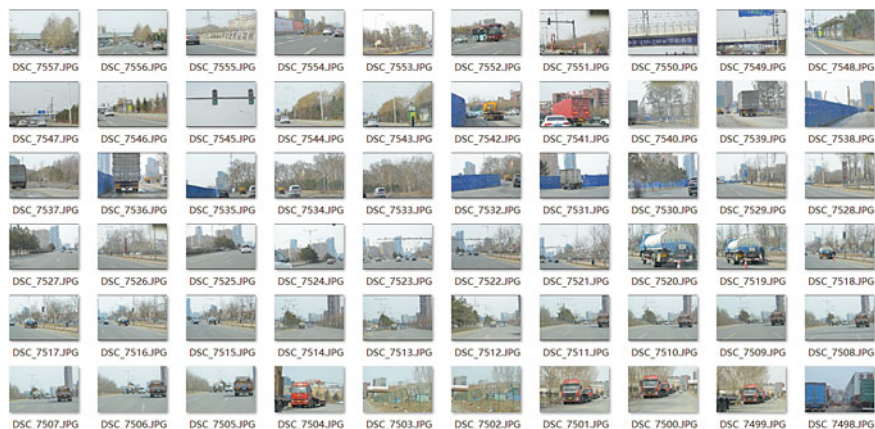 DSC_7557.JPG DSC_7556.JPG DSC_7555.JPG DSC_7554.JPG DSC_7553.JPG DSC_7552.JPG DSC_7551.JPG DSC_7550.JPG DSC_7549.JPG DSC_7548.JPG
DSC_7547.JPG DSC_7546.JPG DSC_7545.JPG DSC_7544.JPG DSC_7543.JPG DSC_7542.JPG DSC_7541.JPG DSC_7540.JPG DSC_7539.JPG DSC_7538.JPG
DSC_7537.JPG DSC_7536.JPG DSC_7535.JPG DSC_7534.JPG DSC_7533.JPG DSC_7532.JPG DSC_7531.JPG DSC_7530.JPG DSC_7529.JPG DSC_7528.JPG
DSC_7527.JPG DSC_7526.JPG DSC_7525.JPG DSC_7524.JPG DSC_7523.JPG DSC_7522.JPG DSC_7521.JPG DSC_7520.JPG DSC_7519.JPG DSC_7518.JPG
DSC_7517.JPG DSC_7516.JPG DSC_7515.JPG DSC_7514.JPG DSC_7513.JPG DSC_7512.JPG DSC_7511.JPG DSC_7510.JPG DSC_7509.JPG DSC_7508.JPG
DSC_7507.JPG DSC_7506.JPG DSC_7505.JPG DSC_7504.JPG DSC_7503.JPG DSC_7502.JPG DSC_7501.JPG DSC_7500.JPG DSC_7499.JPG DSC_7498.JPG